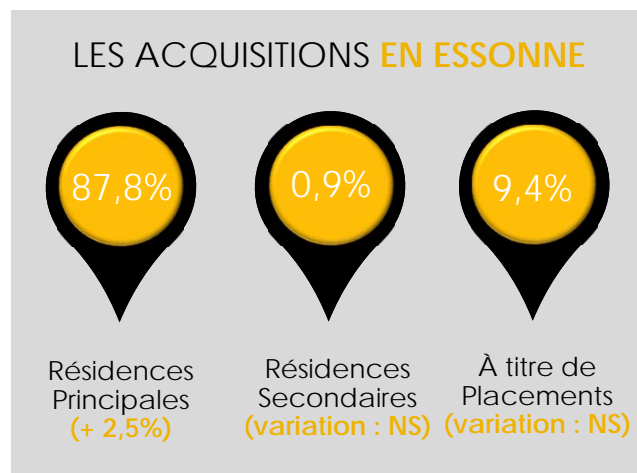 LES ACQUISITIONS EN ESSONNE
87,8%
0,9%
9,4%
Résidences
Principales
(+ 2,5%)
Résidences
Secondaires
(variation : NS)
À titre de
Placements
(variation : NS)